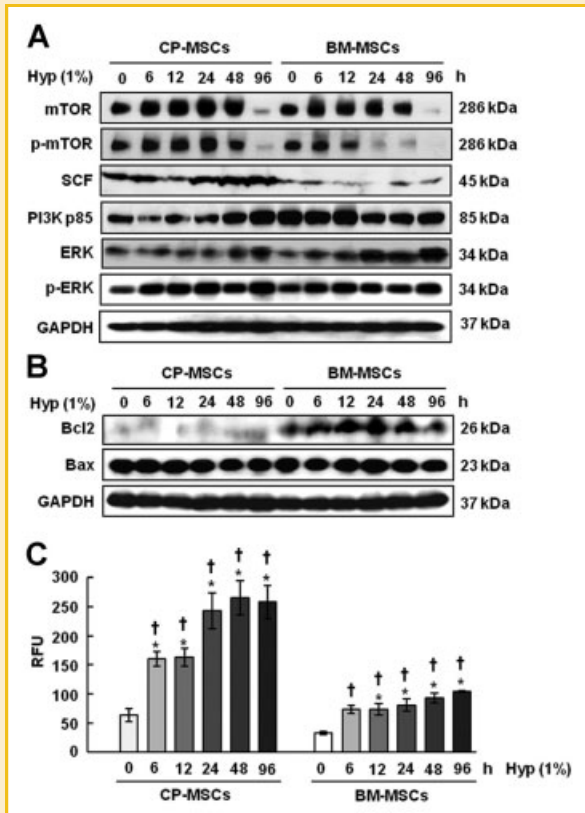 A
CP-MSCs BM-MSCs
Hyp (1%) 0 6 12 24 48 96 0 6 12 24 48 96 h
mTOR 286 kDa
p-mTOR 286 kDa
SCF 45 kDa
PI3K p85 85 kDa
ERK 34 kDa
p-ERK 34 kDa
GAPDH 37 kDa
B
CP-MSCs BM-MSCs
Hyp (1%) 0 6 12 24 48 96 0 6 12 24 48 96 h
Bcl2 26 kDa
Bax 23 kDa
GAPDH 37 kDa
C
† † † † † † † † † †
* * * * * * * * *
300
250
200
150
100
50
0
RFU
0 6 12 24 48 96 0 6 12 24 48 96 h Hyp (1%)
CP-MSCs BM-MSCs